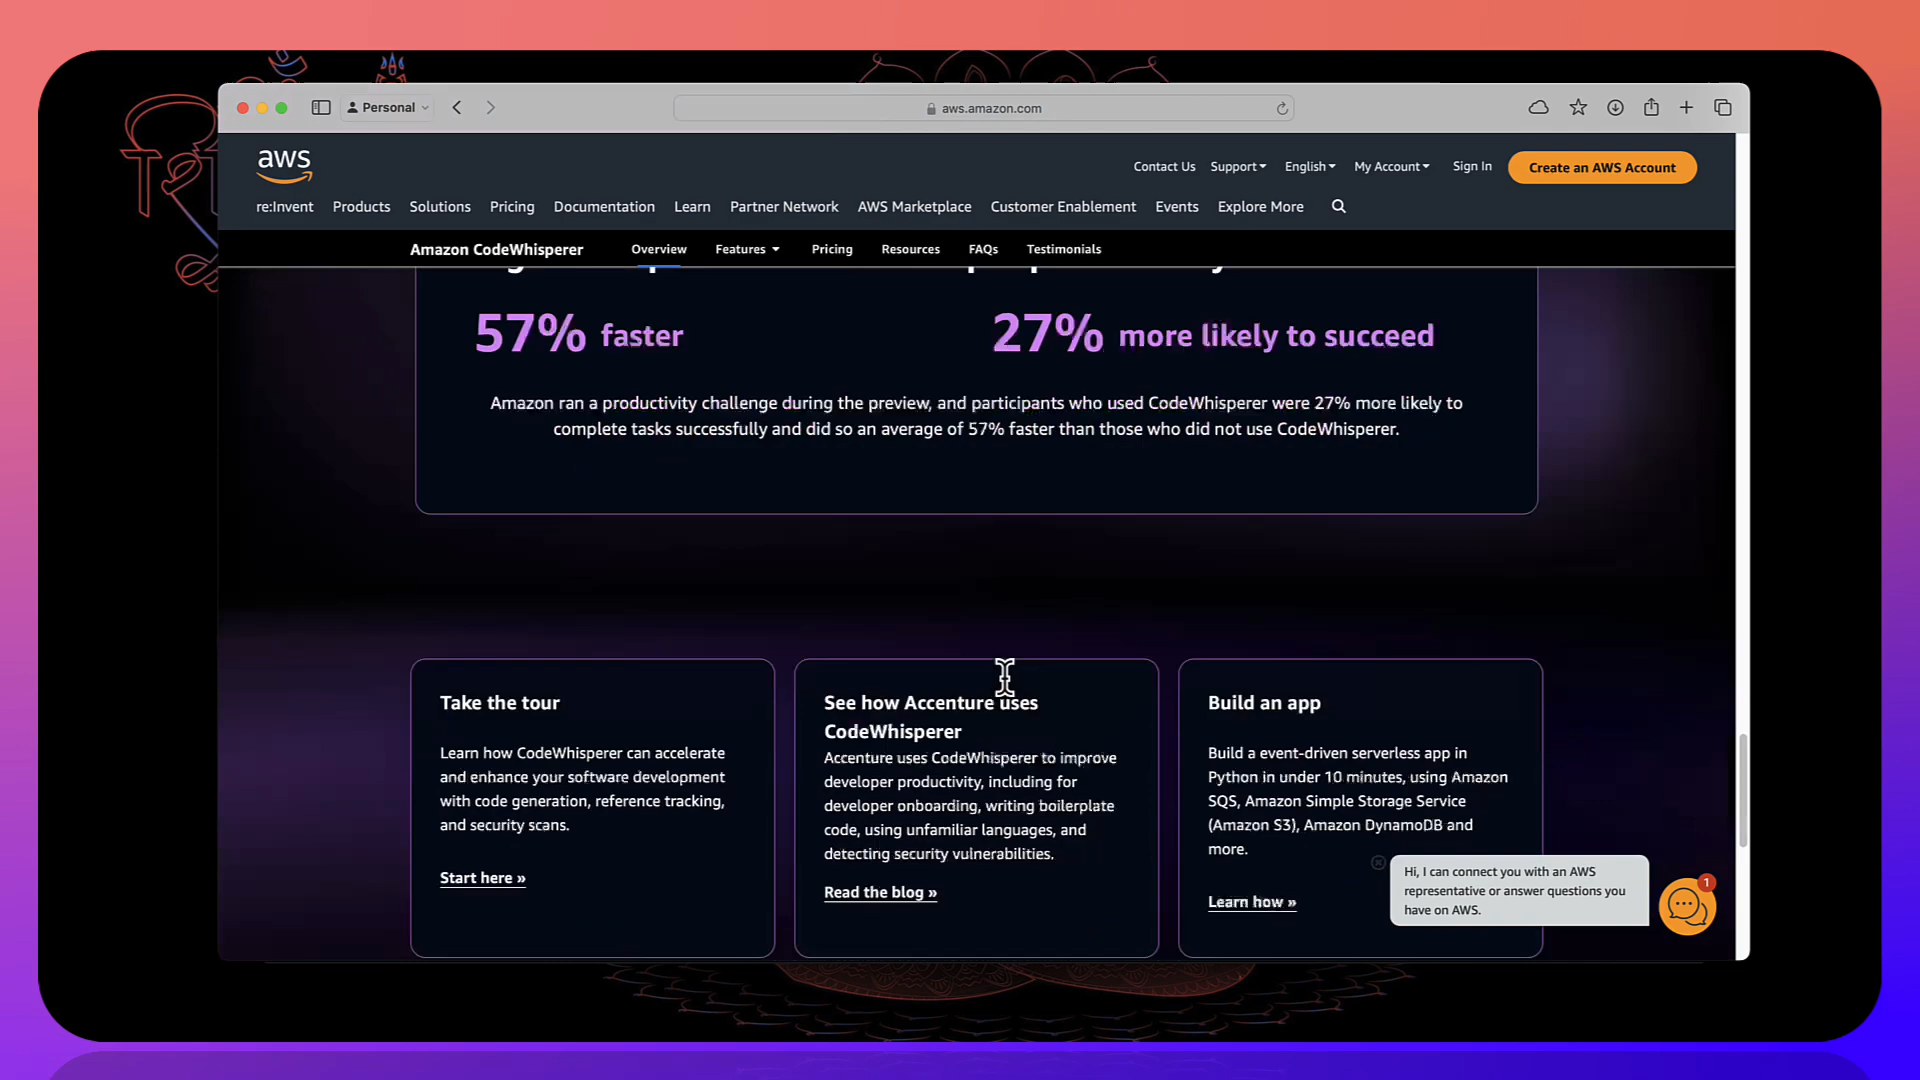 Personal
aws.amazon.com
aws
Contact Us Support English My Account Sign In Create an AWS Account
re:Invent Products Solutions Pricing Documentation Learn Partner Network AWS Marketplace Customer Enablement Events Explore More
Amazon CodeWhisperer Overview Features Pricing Resources FAQs Testimonials
57% faster
27% more likely to succeed
Amazon ran a productivity challenge during the preview, and participants who used CodeWhisperer were 27% more likely to
complete tasks successfully and did so an average of 57% faster than those who did not use CodeWhisperer.
Take the tour
Learn how CodeWhisperer can accelerate
and enhance your software development
with code generation, reference tracking,
and security scans.
Start here »
See how Accenture uses
CodeWhisperer
Accenture uses CodeWhisperer to improve
developer productivity, including for
developer onboarding, writing boilerplate
code, using unfamiliar languages, and
detecting security vulnerabilities.
Read the blog »
Build an app
Build a event-driven serverless app in
Python in under 10 minutes, using Amazon
SQS, Amazon Simple Storage Service
(Amazon S3), Amazon DynamoDB and
more.
Learn how »
Hi, I can connect you with an AWS
representative or answer questions you
have on AWS.
1